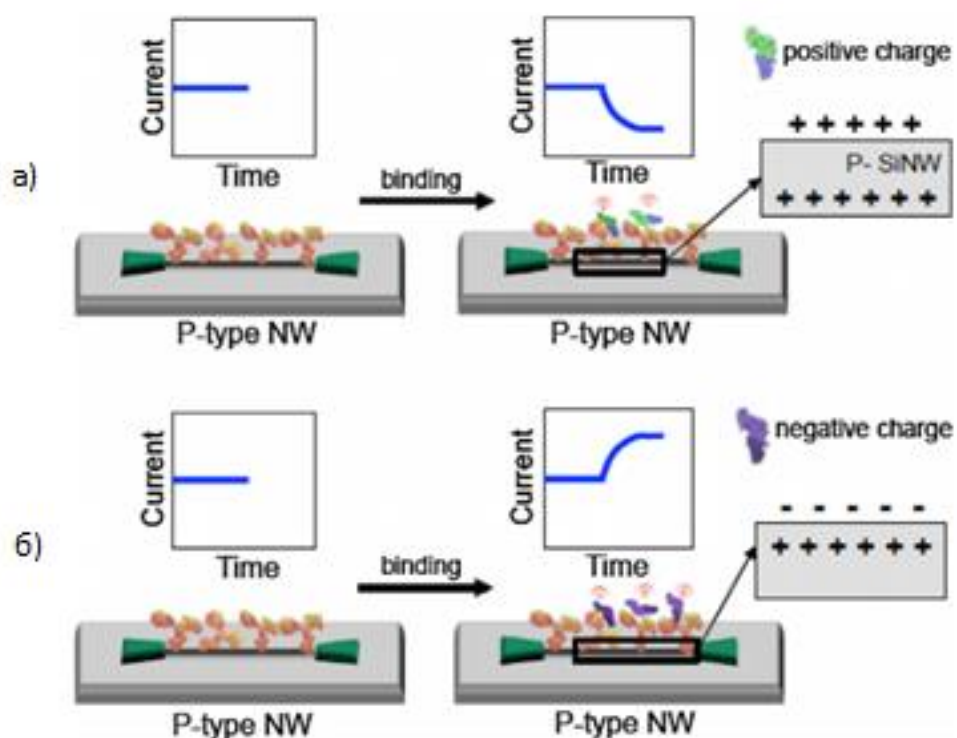 Current
Time
binding
Current
Time
positive charge
+ + + + +
P- SiNW
+ + + + + +
а)
P-type NW
P-type NW
Current
Time
binding
Current
Time
negative charge
- - - - -
+ + + + + +
б)
P-type NW
P-type NW